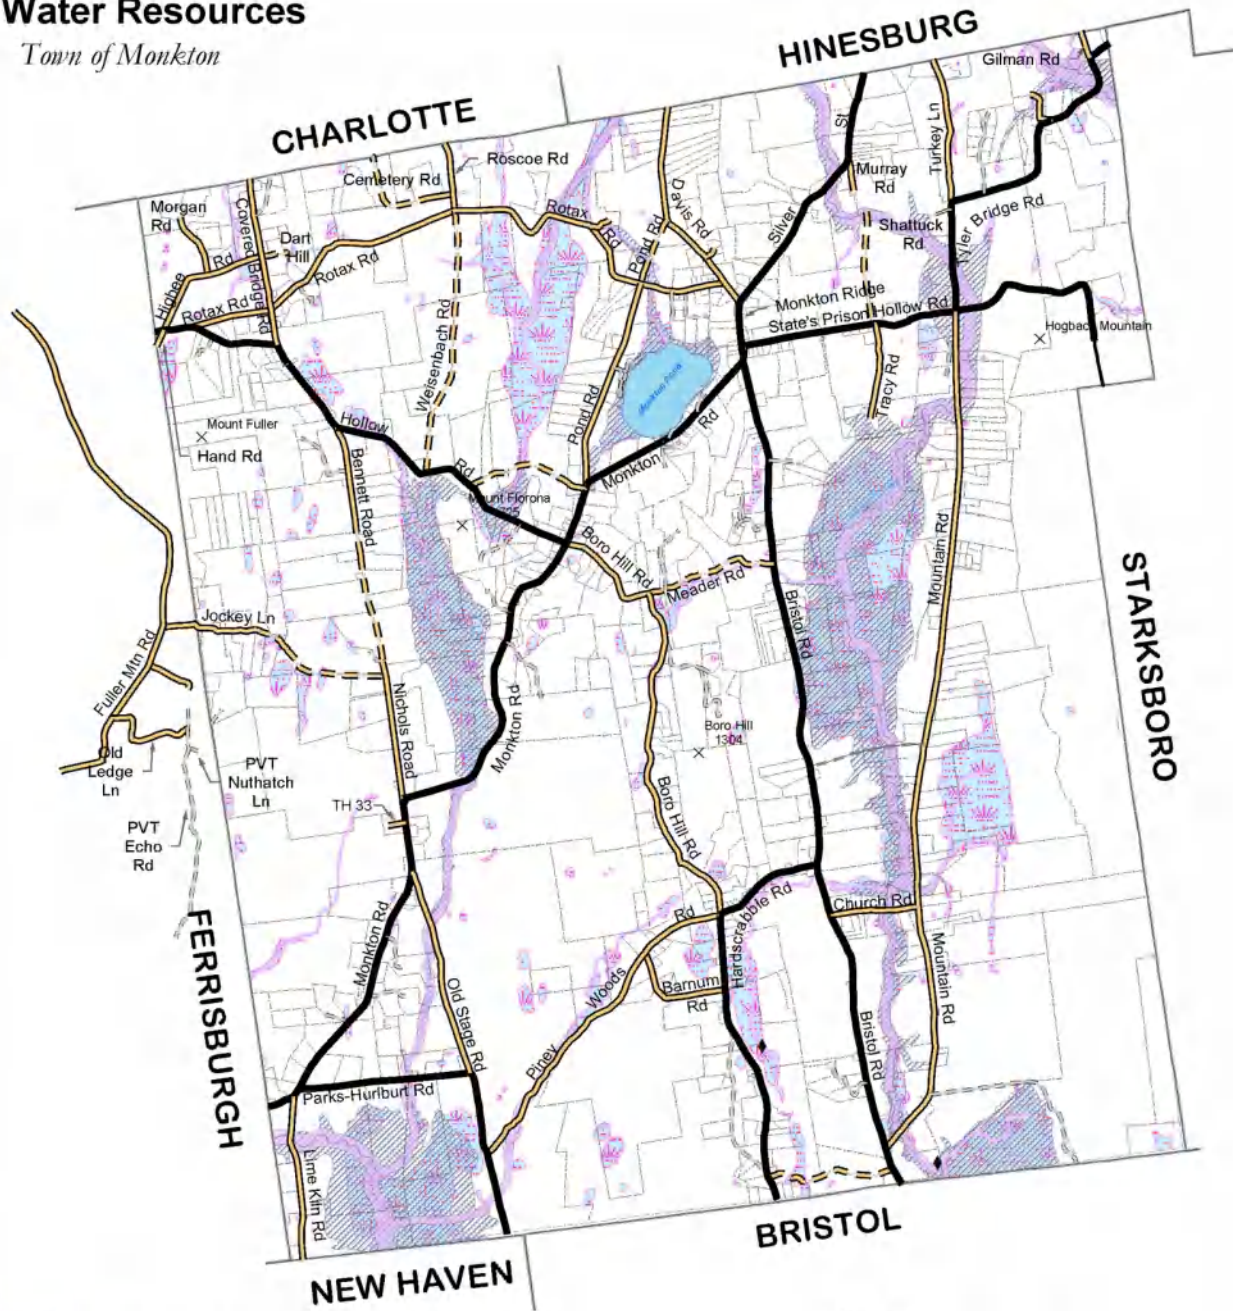 Water Resources
Town of Monkton
HINESBURG
CHARLOTTE
STARKSBORO
FERRISBURGH
BRISTOL
NEW HAVEN
Gilman Rd
Turkey Ln
St
Silver
Murray
Rd
Shattuck
Rd
Tyler Bridge Rd
Roscoe Rd
Cemetery Rd
Morgan
Rd
Covered Bridge Rd
Dart
Hill
Rd
Rotax Rd
Rotax
Rd
Rotax Rd
Davis Rd
Pond Rd
Monkton Ridge
State's Prison Hollow Rd
Hogback Mountain
Weisenbach Rd
Monkton Pond
Tracy Rd
Pond Rd
Mount Fuller
Hand Rd
Hollow
Rd
Bennett Road
Monkton
Rd
Mount Florona
Boro Hill Rd
Meader Rd
Mountain Rd
Bristol Rd
Jockey Ln
Fuller Mtn Rd
Nichols Road
Monkton Rd
Boro Hill
1304
Old
Ledge
Ln
PVT
Nuthatch
Ln
TH 33
PVT
Echo
Rd
Boro Hill Rd
Hardscrabble Rd
Church Rd
Monkton Rd
Rd
Woods
Piney
Barnum
Rd
Old Stage Rd
Mountain Rd
Bristol Rd
Parks-Hurlburt Rd
Lime Kiln Rd